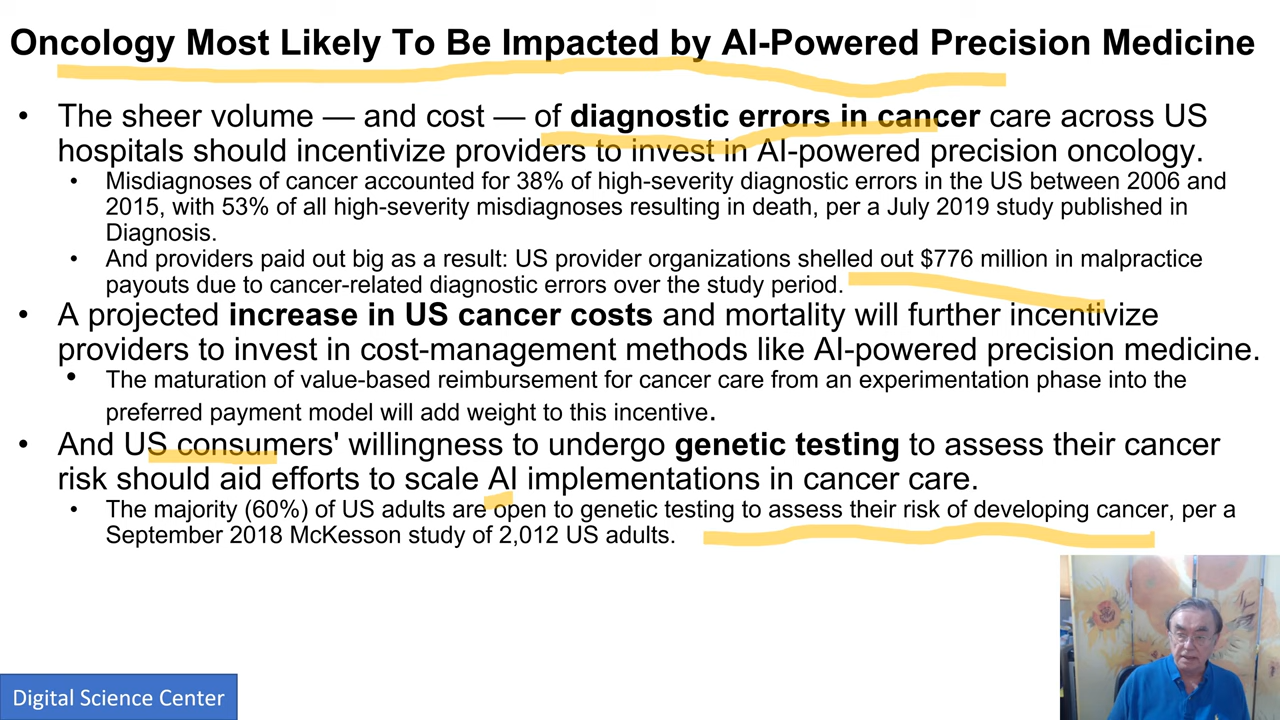 Oncology Most Likely To Be Impacted by AI-Powered Precision Medicine
• The sheer volume — and cost — of diagnostic errors in cancer care across US
hospitals should incentivize providers to invest in AI-powered precision oncology.
• Misdiagnoses of cancer accounted for 38% of high-severity diagnostic errors in the US between 2006 and
2015, with 53% of all high-severity misdiagnoses resulting in death, per a July 2019 study published in
Diagnosis.
• And providers paid out big as a result: US provider organizations shelled out $776 million in malpractice
payouts due to cancer-related diagnostic errors over the study period.
• A projected increase in US cancer costs and mortality will further incentivize
providers to invest in cost-management methods like AI-powered precision medicine.
• The maturation of value-based reimbursement for cancer care from an experimentation phase into the
preferred payment model will add weight to this incentive.
• And US consumers' willingness to undergo genetic testing to assess their cancer
risk should aid efforts to scale AI implementations in cancer care.
• The majority (60%) of US adults are open to genetic testing to assess their risk of developing cancer, per a
September 2018 McKesson study of 2,012 US adults.
Digital Science Center